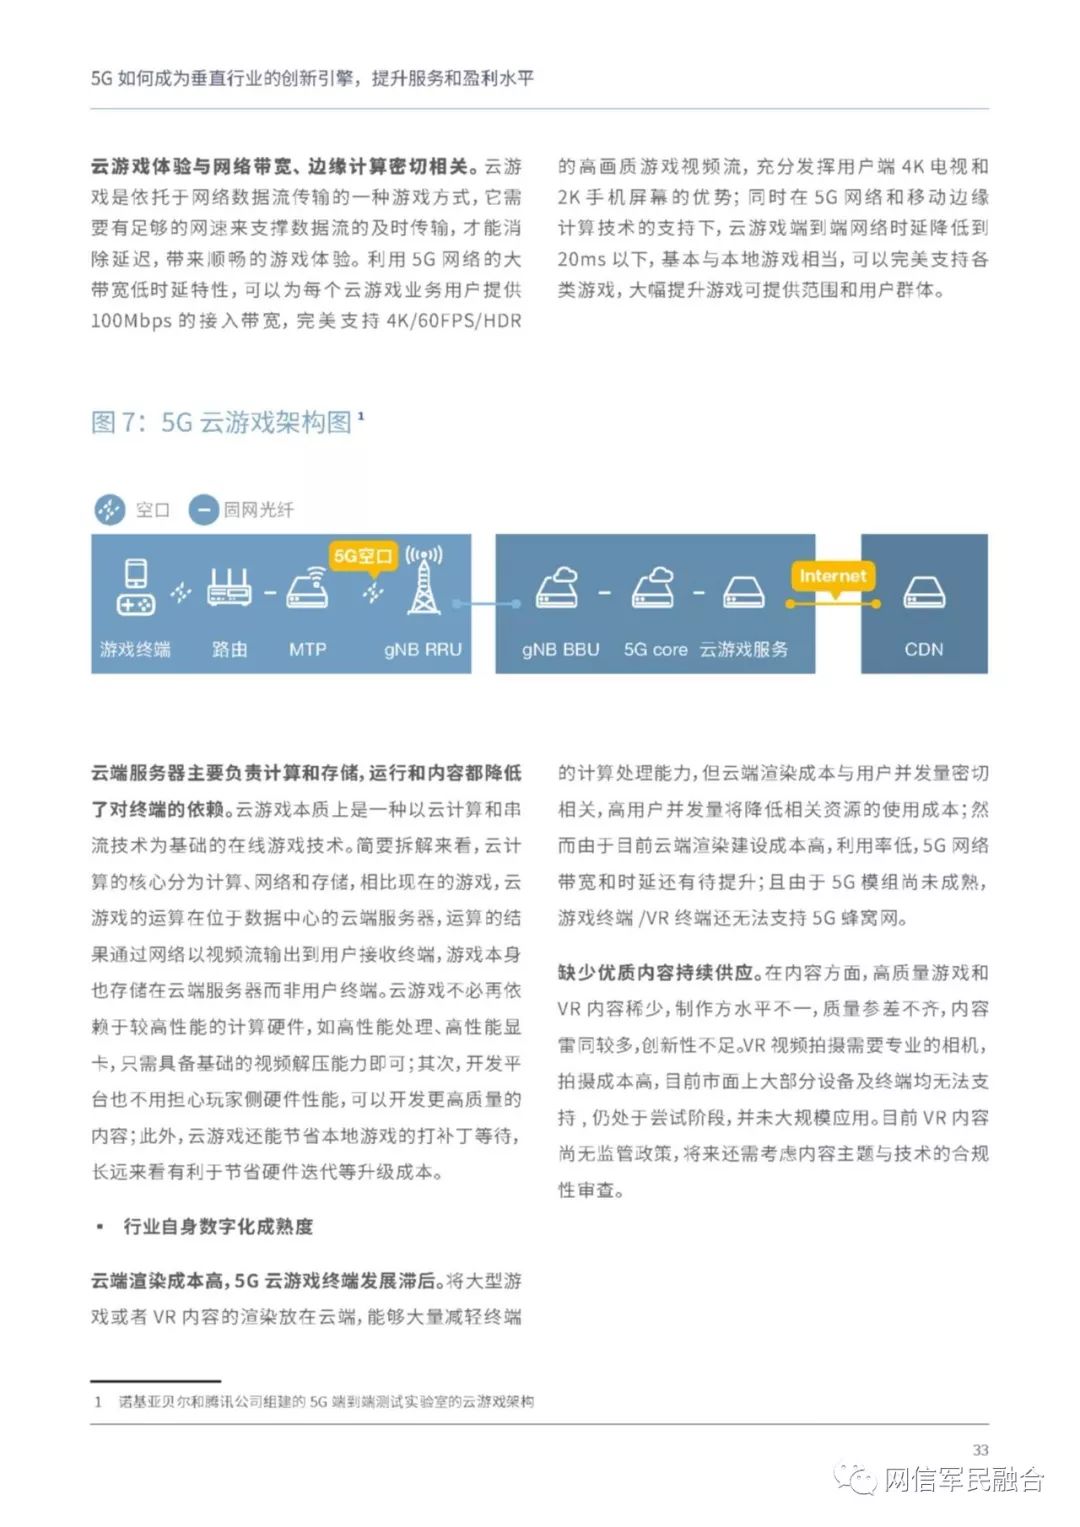 5G 如何成为垂直行业的创新引擎，提升服务和盈利水平
云游戏体验与网络带宽、边缘计算密切相关。云游
戏是依托于网络数据流传输的一种游戏方式，它需
要有足够的网速来支撑数据流的及时传输，才能消
除延迟，带来顺畅的游戏体验。利用 5G 网络的大
带宽低时延特性，可以为每个云游戏业务用户提供
100Mbps 的接入带宽，完美支持 4K/60FPS/HDR
的高画质游戏视频流，充分发挥用户端 4K 电视和
2K 手机屏幕的优势；同时在 5G 网络和移动边缘
计算技术的支持下，云游戏端到端网络时延降低到
20ms 以下，基本与本地游戏相当，可以完美支持各
类游戏，大幅提升游戏可提供范围和用户群体。
图 7：5G 云游戏架构图 1
空口 固网光纤
5G空口
Internet
游戏终端 路由 MTP gNB RRU gNB BBU 5G core 云游戏服务 CDN
云端服务器主要负责计算和存储，运行和内容都降低
了对终端的依赖。云游戏本质上是一种以云计算和串
流技术为基础的在线游戏技术。简要拆解来看，云计
算的核心分为计算、网络和存储，相比现在的游戏，云
游戏的运算在位于数据中心的云端服务器，运算的结
果通过网络以视频流输出到用户接收终端，游戏本身
也存储在云端服务器而非用户终端。云游戏不必再依
赖于较高性能的计算硬件，如高性能处理、高性能显
卡，只需具备基础的视频解压能力即可；其次，开发平
台也不用担心玩家侧硬件性能，可以开发更高质量的
内容；此外，云游戏还能节省本地游戏的打补丁等待，
长远来看有利于节省硬件迭代等升级成本。
▪ 行业自身数字化成熟度
云端渲染成本高，5G 云游戏终端发展滞后。将大型游
戏或者 VR 内容的渲染放在云端，能够大量减轻终端
的计算处理能力，但云端渲染成本与用户并发量密切
相关，高用户并发量将降低相关资源的使用成本；然
而由于目前云端渲染建设成本高，利用率低，5G 网络
带宽和时延还有待提升；且由于 5G 模组尚未成熟，
游戏终端 /VR 终端还无法支持 5G 蜂窝网。
缺少优质内容持续供应。在内容方面，高质量游戏和
VR 内容稀少，制作方水平不一，质量参差不齐，内容
雷同较多，创新性不足。VR 视频拍摄需要专业的相机，
拍摄成本高，目前市面上大部分设备及终端均无法支
持 , 仍处于尝试阶段，并未大规模应用。目前 VR 内容
尚无监管政策，将来还需考虑内容主题与技术的合规
性审查。
1 诺基亚贝尔和腾讯公司组建的 5G 端到端测试实验室的云游戏架构
33
网信军民融合